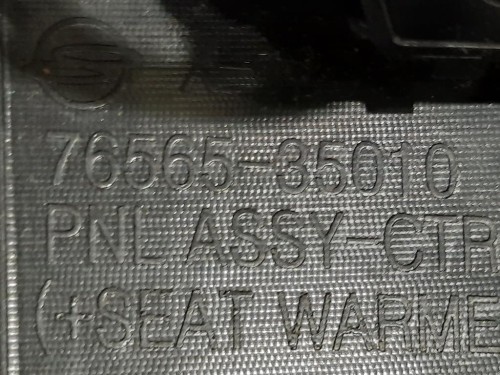 76565-35010
PNL ASSY-CTR
(+SEAT WARME